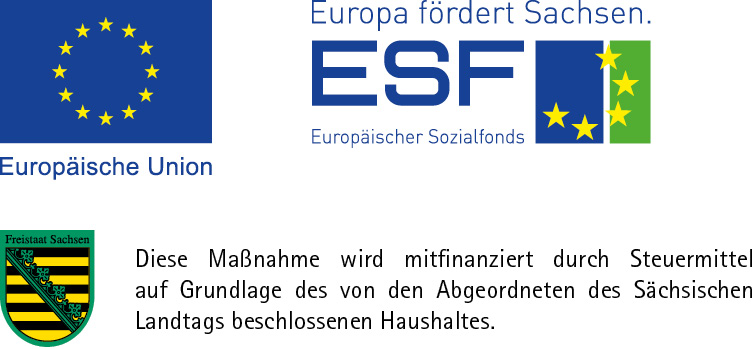 Europa fördert Sachsen.
ESF
Europäischer Sozialfonds
Europäische Union
Freistaat Sachsen
Diese Maßnahme wird mitfinanziert durch Steuermittel
auf Grundlage des von den Abgeordneten des Sächsischen
Landtags beschlossenen Haushaltes.